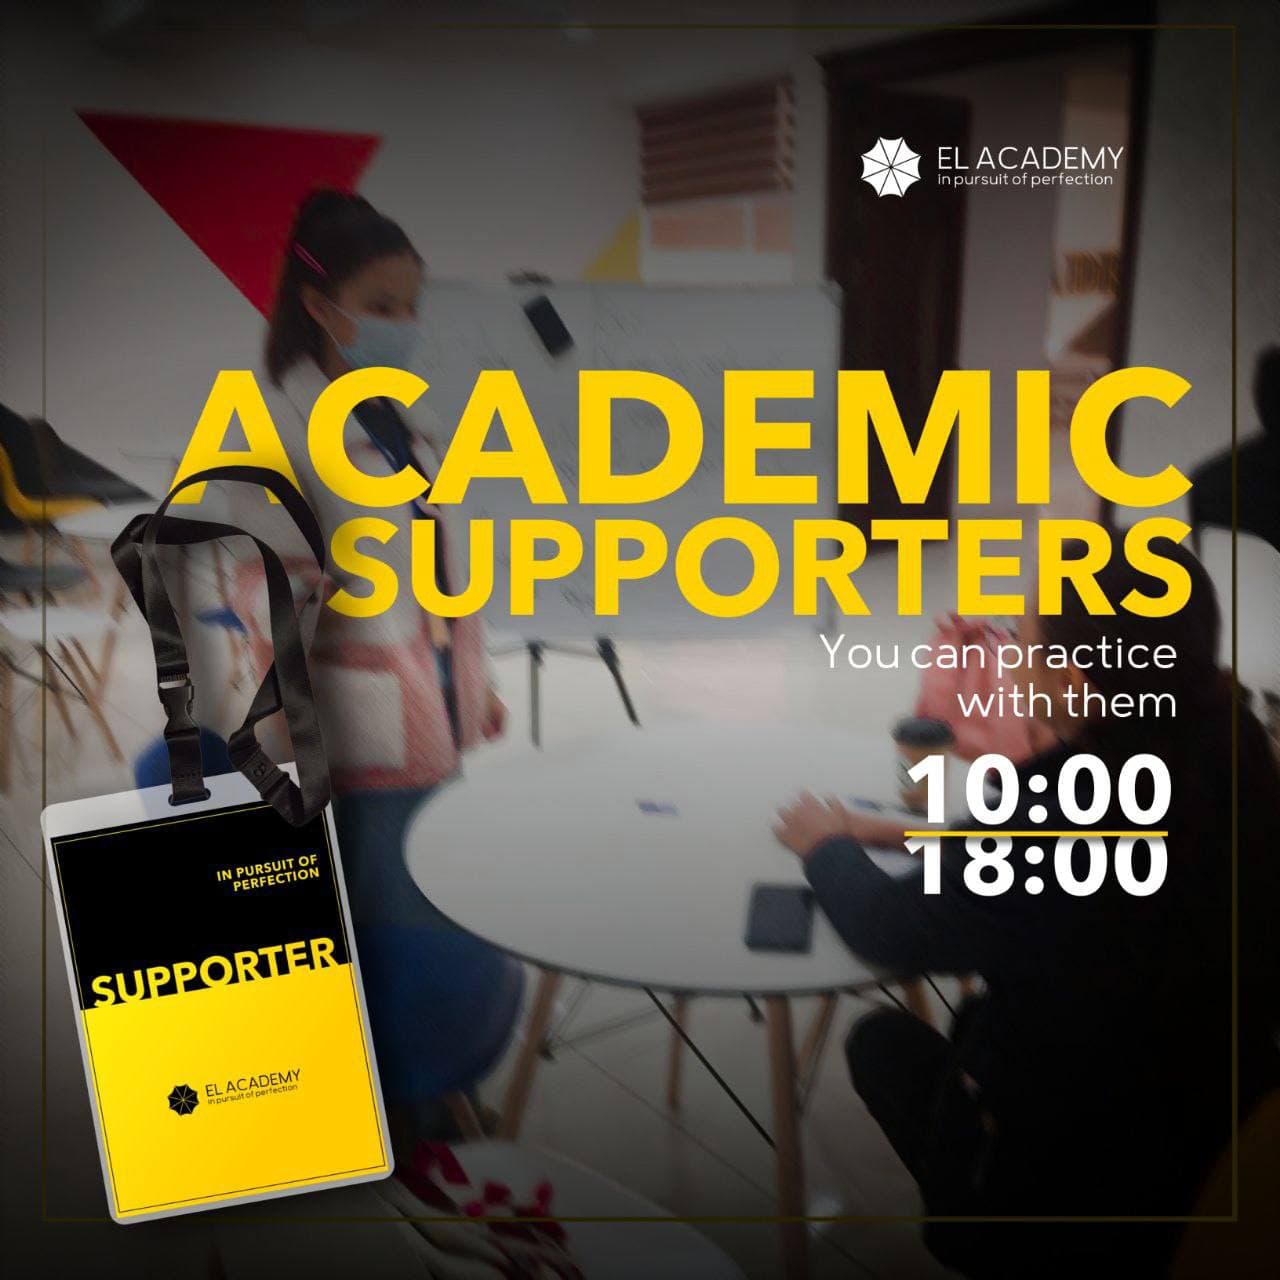 EL ACADEMY
in pursuit of perfection
ACADEMIC
SUPPORTERS
You can practice
with them
10:00
18:00
IN PURSUIT OF
PERFECTION
SUPPORTER
EL ACADEMY
in pursuit of perfection